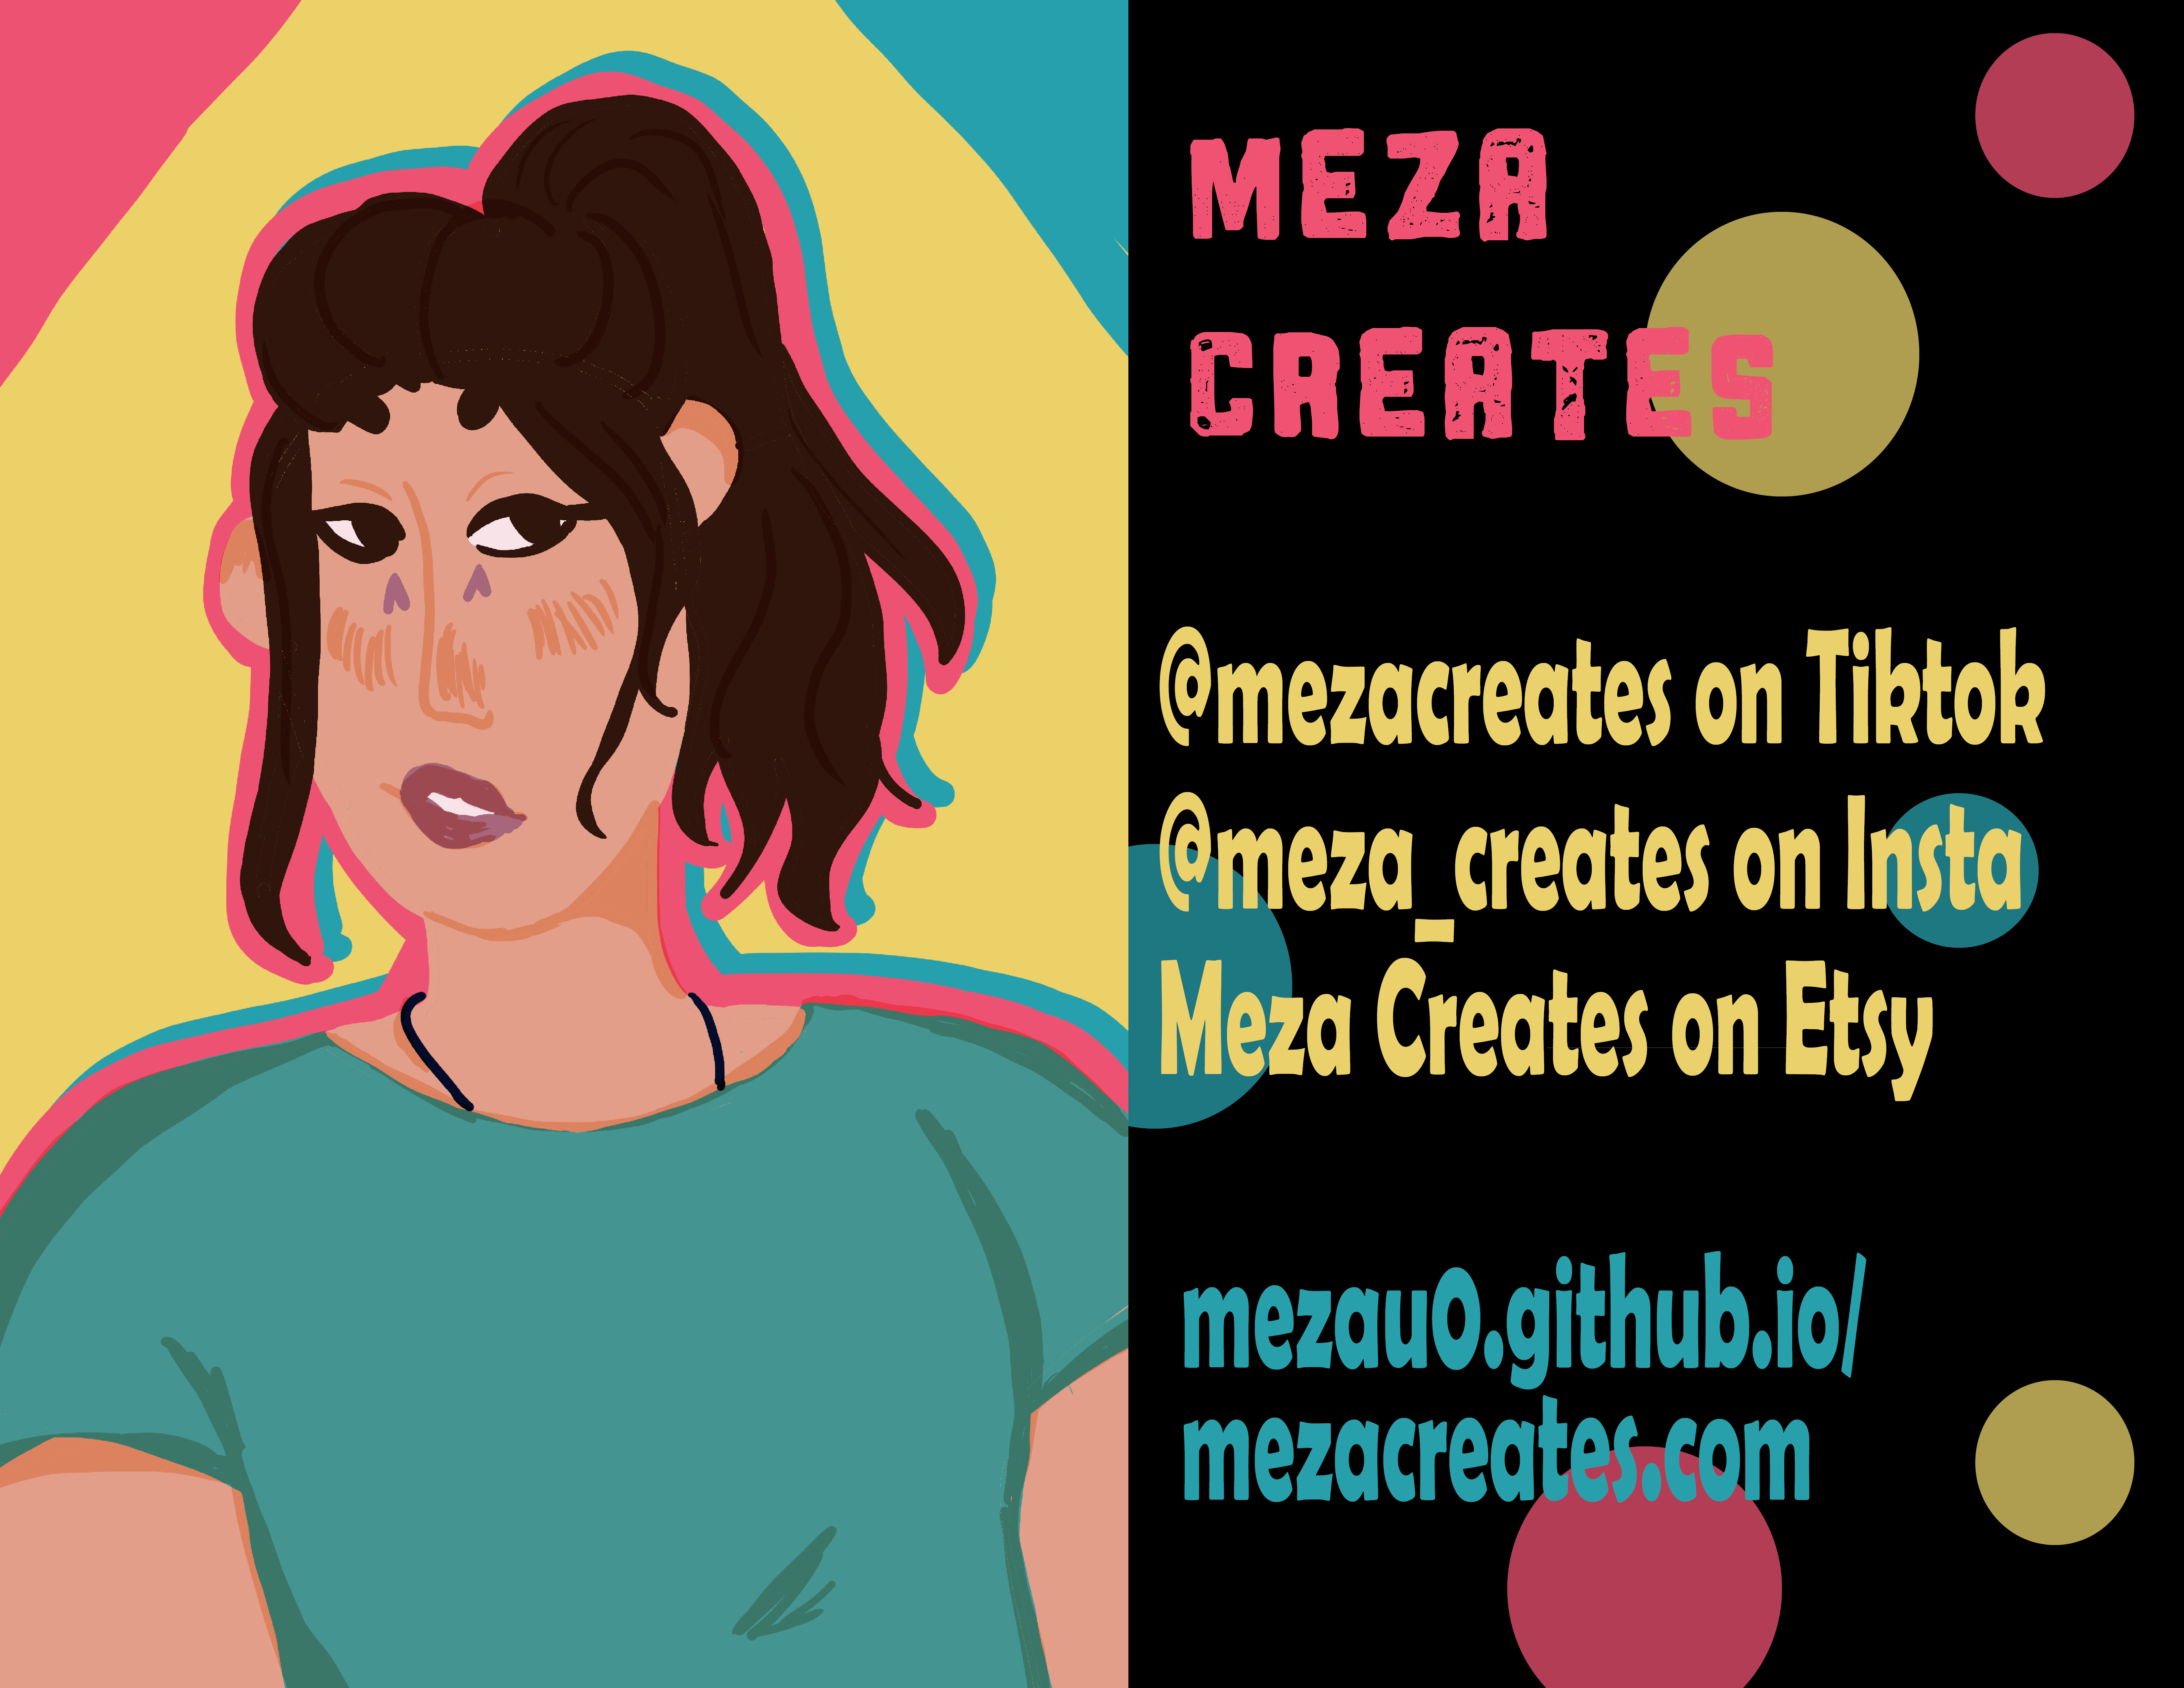 MEZA
CREATES
@mezacreates on Tiktok
@meza_creates on Insta
Meza Creates on Etsy
mezau0.github.io/
mezacreates.com